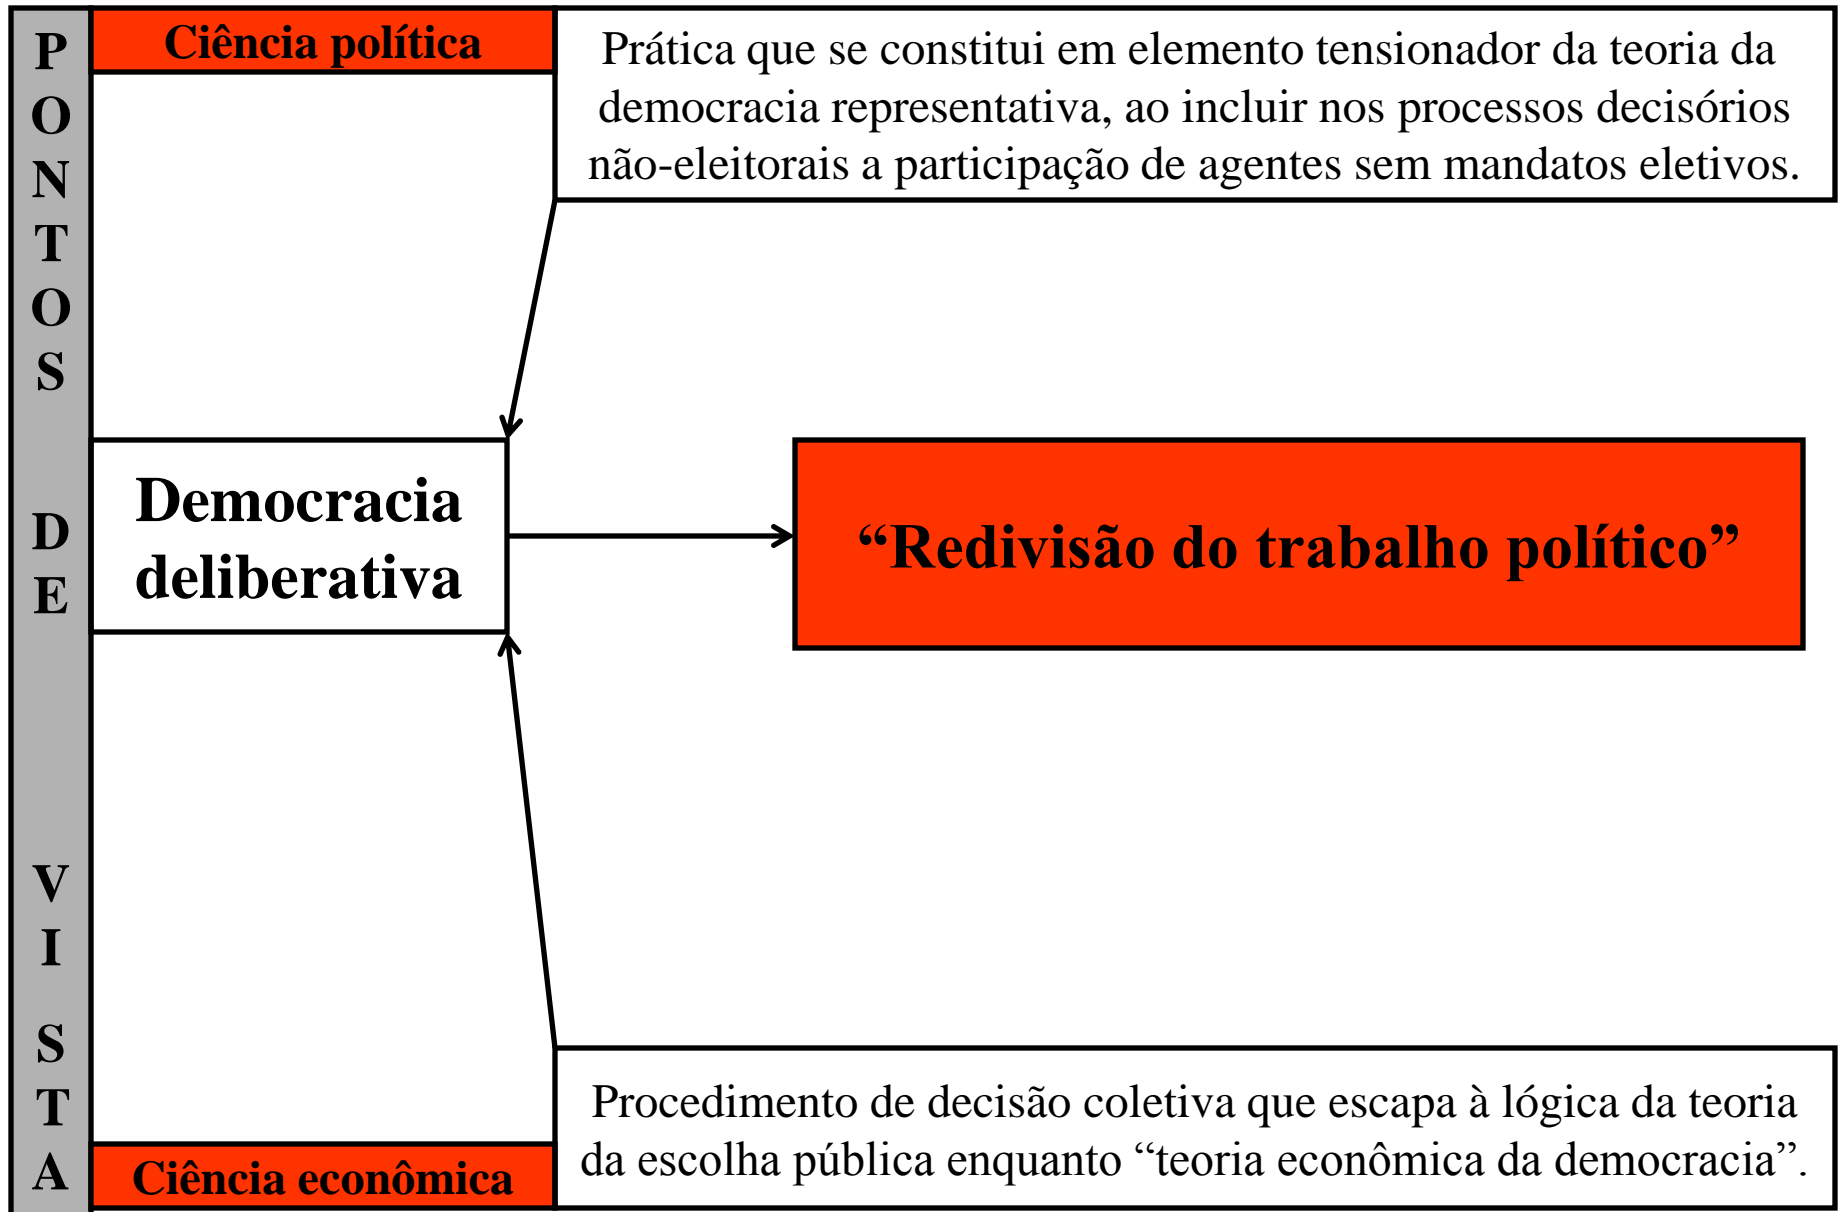 PONTOS DE VISTA
Ciência política
Prática que se constitui em elemento tensionador da teoria da
democracia representativa, ao incluir nos processos decisórios
não-eleitorais a participação de agentes sem mandatos eletivos.
Democracia
deliberativa
“Redivisão do trabalho político”
Procedimento de decisão coletiva que escapa à lógica da teoria
da escolha pública enquanto “teoria econômica da democracia”.
Ciência econômica